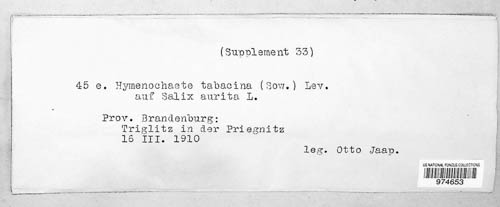 (Supplement 33)
45 e. Hymenochaete tabacina (Sow.) Lev.
auf Salix aurita L.
Prov. Brandenburg:
Triglitz in der Priegnitz
16 III. 1910
leg. Otto Jaap.
US NATIONAL FUNGUS COLLECTIONS
974653